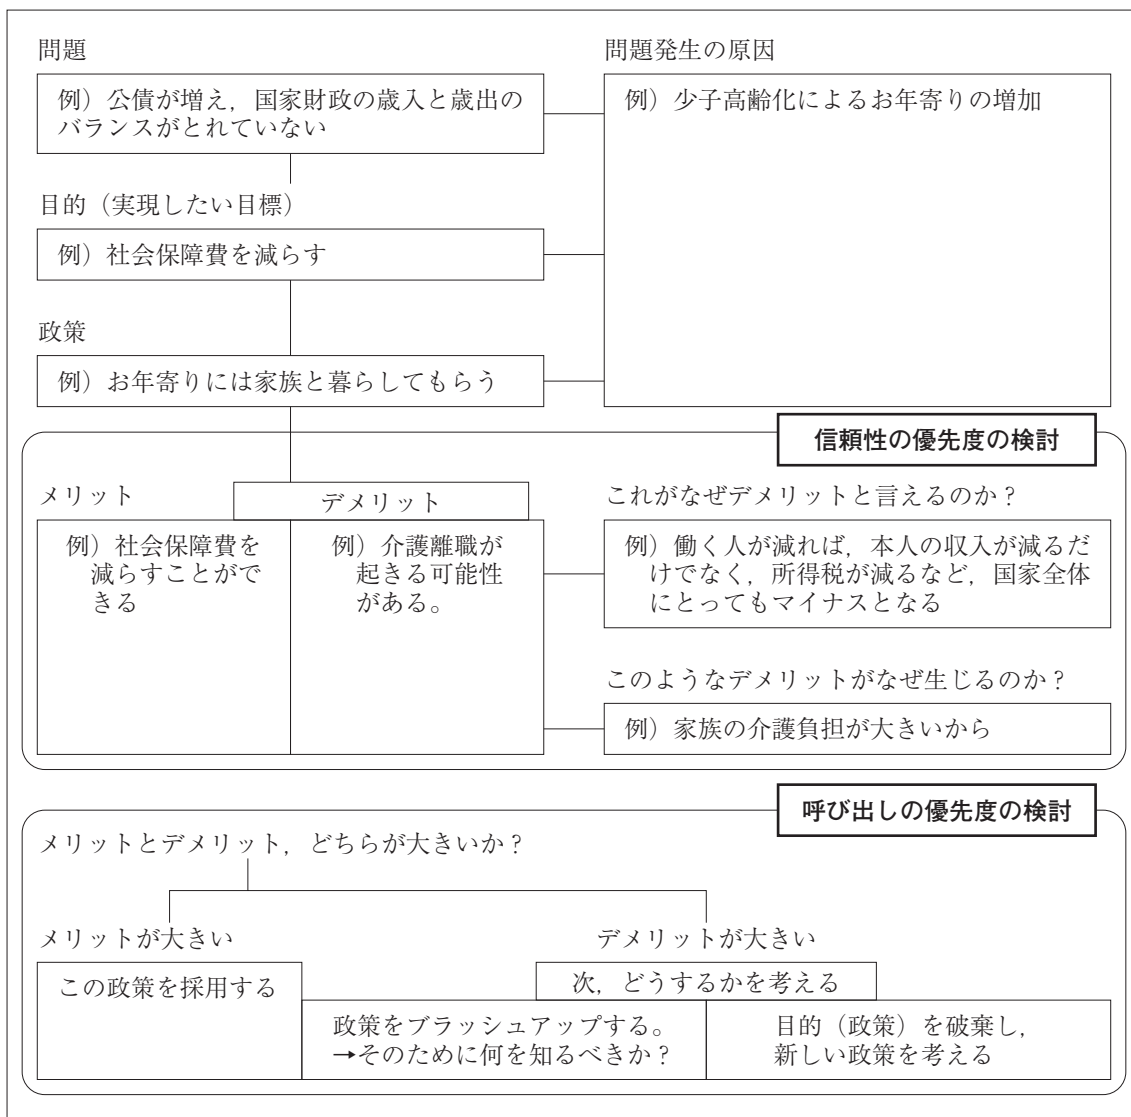 問題
例）公債が増え，国家財政の歳入と歳出の
バランスがとれていない
問題発生の原因
例）少子高齢化によるお年寄りの増加
目的（実現したい目標）
例）社会保障費を減らす
政策
例）お年寄りには家族と暮らしてもらう
信頼性の優先度の検討
メリット
例）社会保障費を
減らすことがで
きる
デメリット
例）介護離職が
起きる可能性
がある。
これがなぜデメリットと言えるのか？
例）働く人が減れば，本人の収入が減るだ
けでなく，所得税が減るなど，国家全体
にとってもマイナスとなる
このようなデメリットがなぜ生じるのか？
例）家族の介護負担が大きいから
呼び出しの優先度の検討
メリットとデメリット，どちらが大きいか？
メリットが大きい
この政策を採用する
デメリットが大きい
次，どうするかを考える
政策をブラッシュアップする。
→そのために何を知るべきか？
目的（政策）を破棄し，
新しい政策を考える